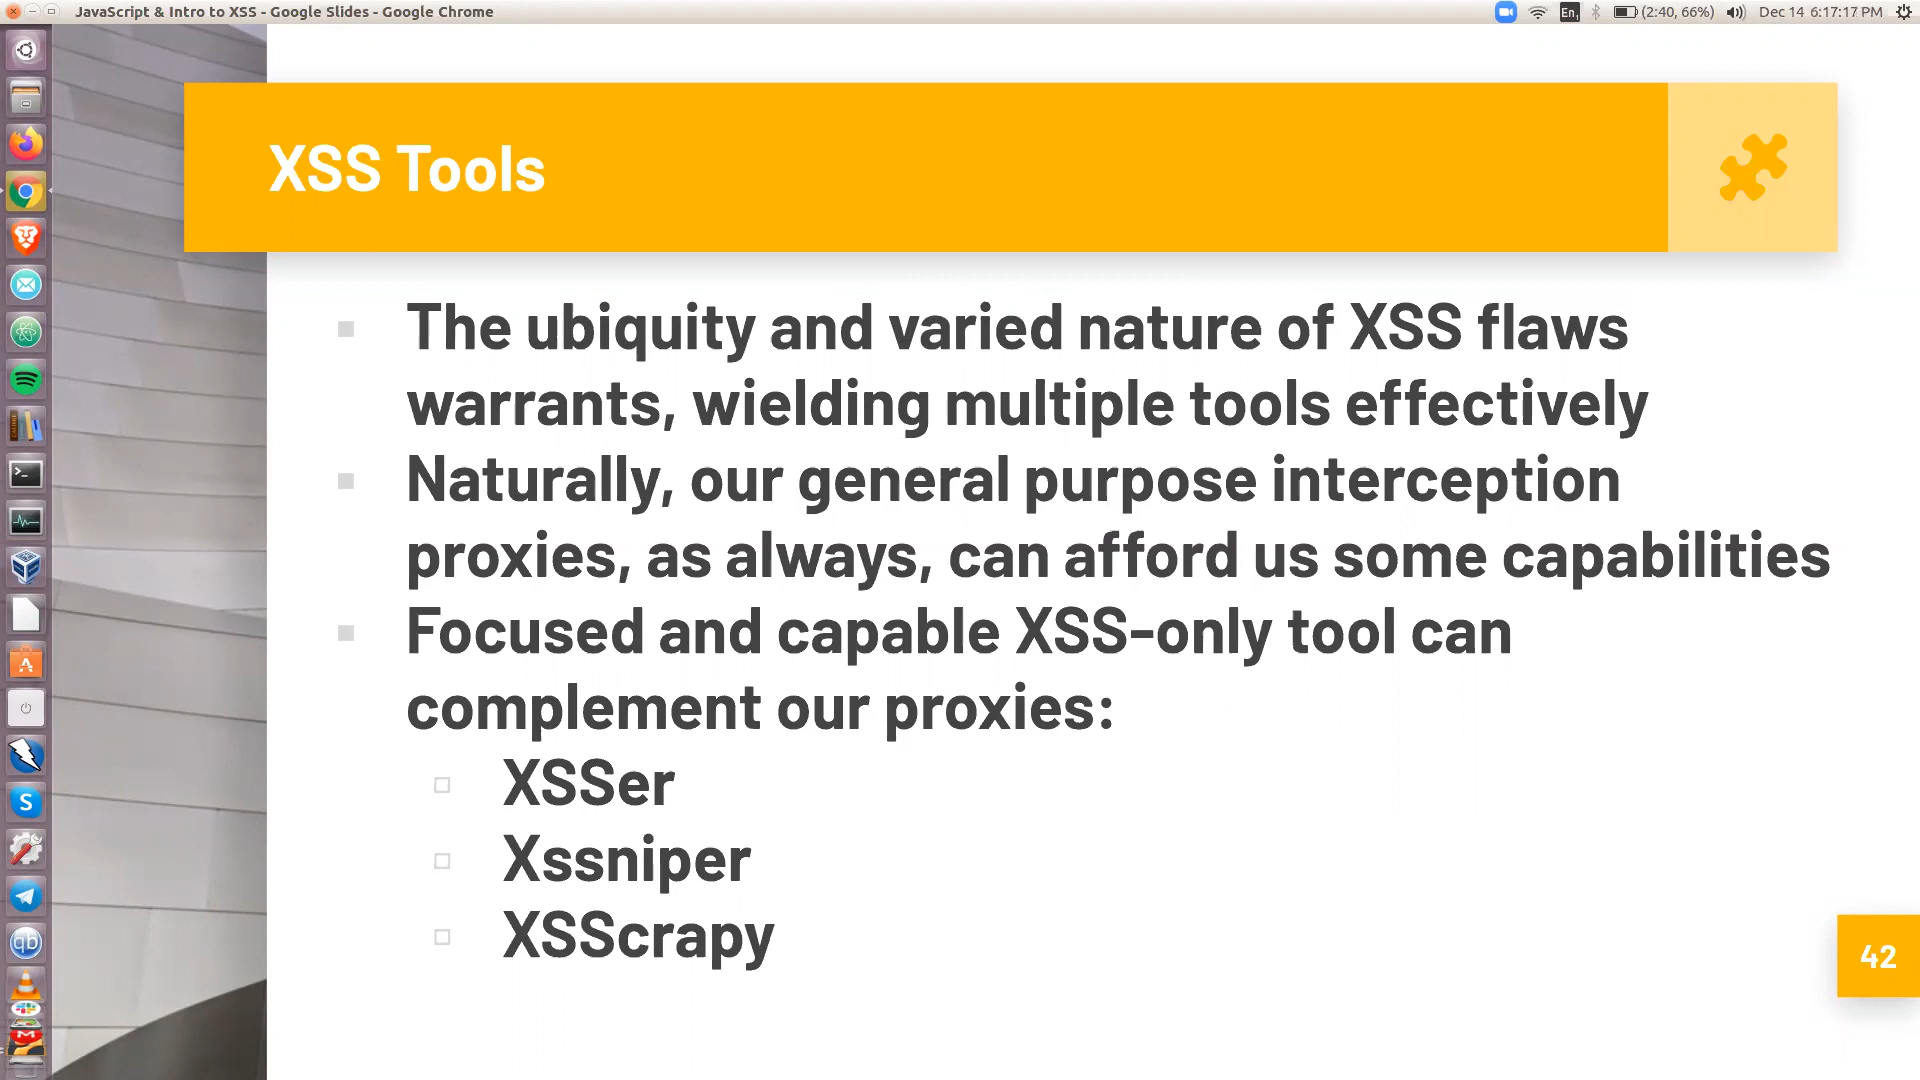 JavaScript & Intro to XSS - Google Slides - Google Chrome
En1
(2:40, 66%)
Dec 14 6:17:17 PM
XSS Tools
The ubiquity and varied nature of XSS flaws
warrants, wielding multiple tools effectively
Naturally, our general purpose interception
proxies, as always, can afford us some capabilities
Focused and capable XSS-only tool can
complement our proxies:
XSSer
Xssniper
XSScrapy
42